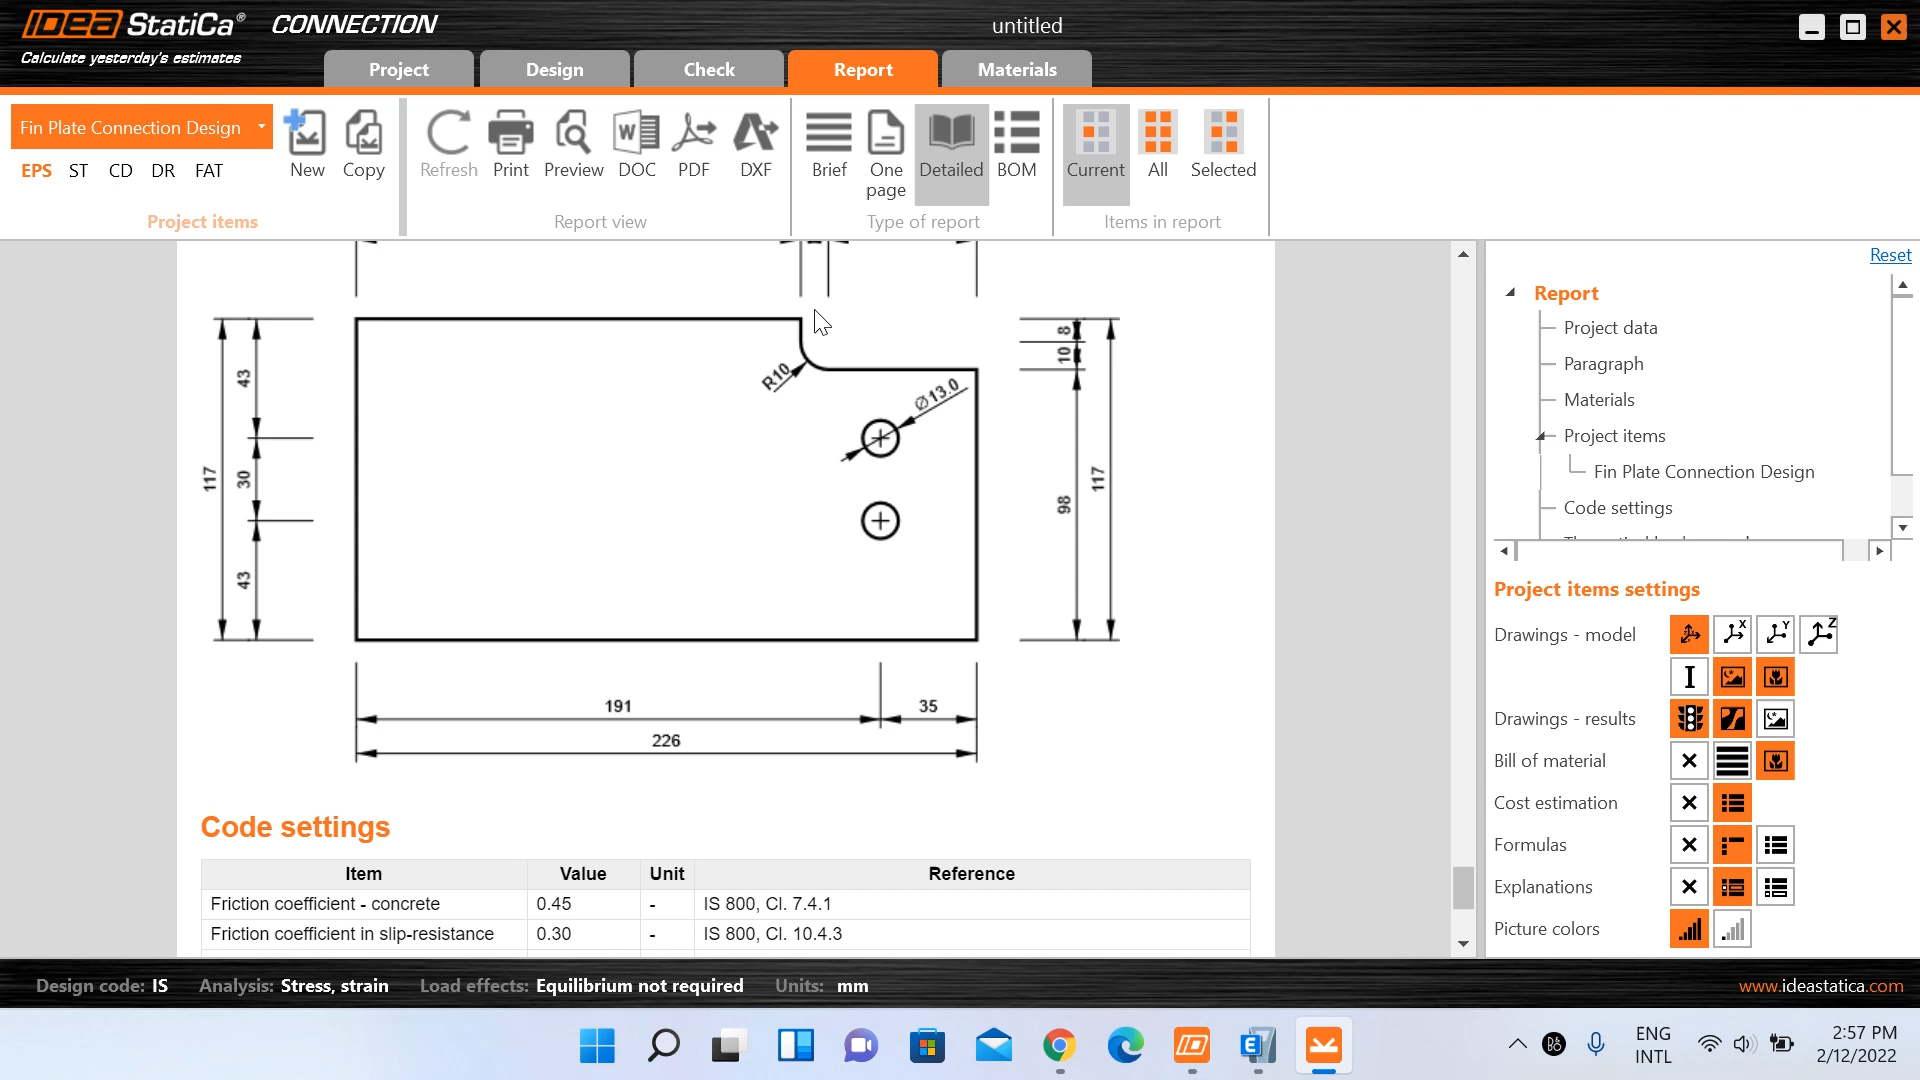 IDEA StatiCa® CONNECTION
untitled
Calculate yesterday's estimates
Project Design Check Report Materials
Fin Plate Connection Design
EPS ST CD DR FAT
New Copy
Refresh Print Preview DOC PDF DXF
Brief One page Detailed BOM
Current All Selected
Project items
Report view
Type of report
Items in report
Reset
Report
Project data
Paragraph
Materials
Project items
Fin Plate Connection Design
Code settings
8
10
98
117
43
30
43
117
R10
Ø13.0
191
35
226
Code settings
Item Value Unit Reference
Friction coefficient - concrete 0.45 - IS 800, Cl. 7.4.1
Friction coefficient in slip-resistance 0.30 - IS 800, Cl. 10.4.3
Project items settings
Drawings - model
X Y Z
Drawings - results
Bill of material
Cost estimation
Formulas
Explanations
Picture colors
Design code: IS Analysis: Stress, strain Load effects: Equilibrium not required Units: mm
www.ideastatica.com
ENG
INTL
2:57 PM
2/12/2022